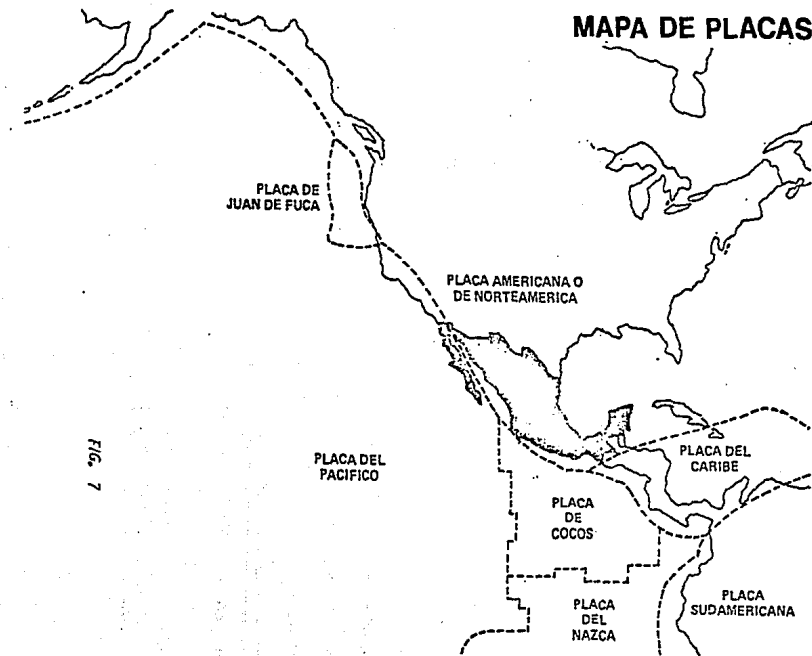 MAPA DE PLACAS
PLACA DE
JUAN DE FUCA
PLACA AMERICANA O
DE NORTEAMERICA
PLACA DEL
PACIFICO
PLACA DEL
CARIBE
PLACA
DE
COCOS
PLACA
DEL
NAZCA
PLACA
SUDAMERICANA
FIG. 7